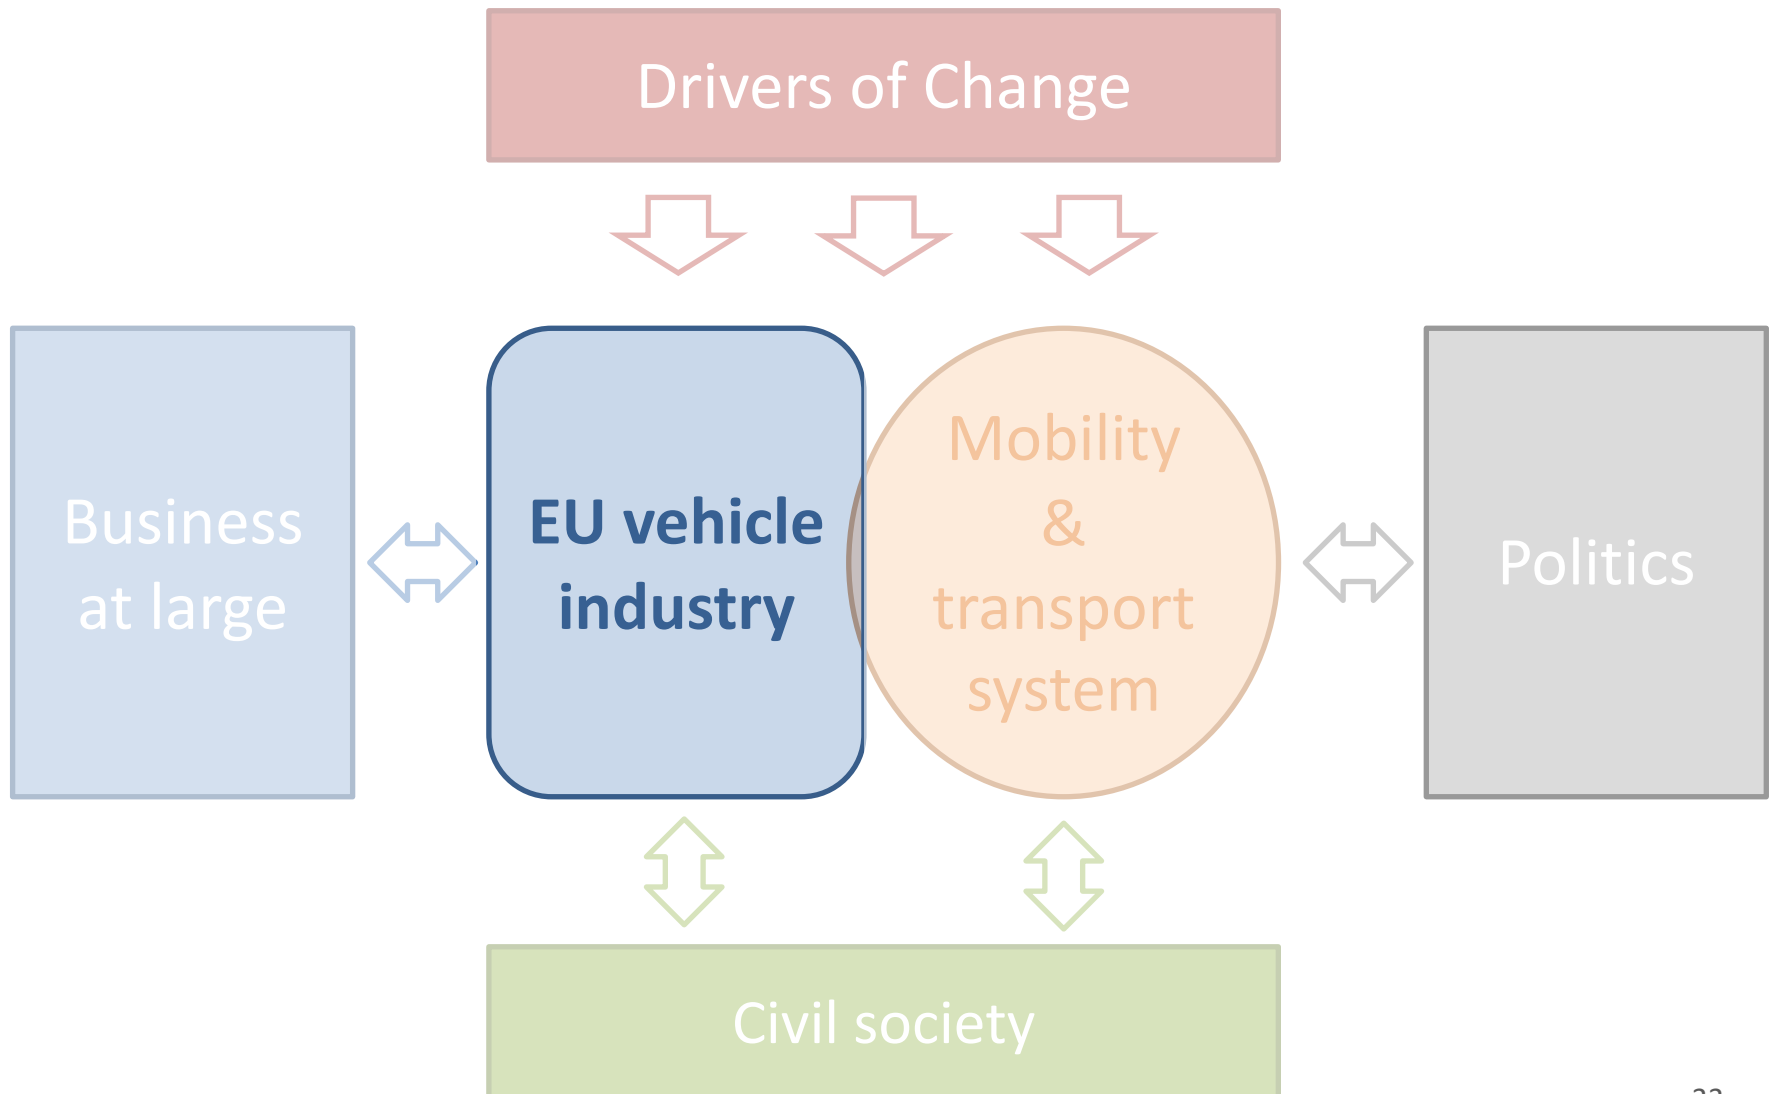 Drivers of Change
Business
at large
EU vehicle
industry
Mobility
&
transport
system
Politics
Civil society